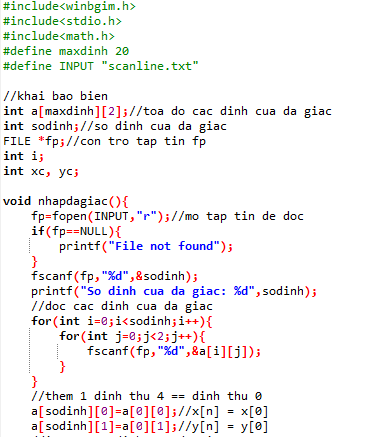 #include<winbgim.h>
#include<stdio.h>
#include<math.h>
#define maxdinh 20
#define INPUT "scanline.txt"

//khai bao bien
int a[maxdinh][2];//toa do cac dinh cua da giac
int sodinh;//so dinh cua da giac
FILE *fp;//con tro tap tin fp
int i;
int xc, yc;

void nhapdagiac(){
    fp=fopen(INPUT,"r");//mo tap tin de doc
    if(fp==NULL){
        printf("File not found");
    }
    fscanf(fp,"%d",&sodinh);
    printf("So dinh cua da giac: %d",sodinh);
    //doc cac dinh cua da giac
    for(int i=0;i<sodinh;i++){
        for(int j=0;j<2;j++){
            fscanf(fp,"%d",&a[i][j]);
        }
    }
    //them 1 dinh thu 4 == dinh thu 0
    a[sodinh][0]=a[0][0];//x[n] = x[0]
    a[sodinh][1]=a[0][1];//y[n] = y[0]